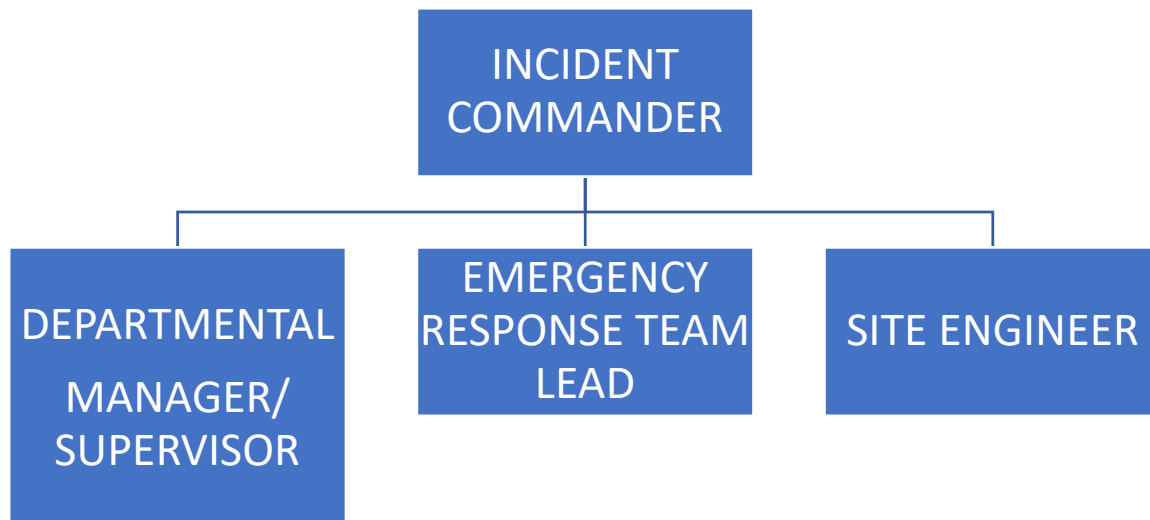 INCIDENT
COMMANDER
DEPARTMENTAL
MANAGER/
SUPERVISOR
EMERGENCY
RESPONSE TEAM
LEAD
SITE ENGINEER